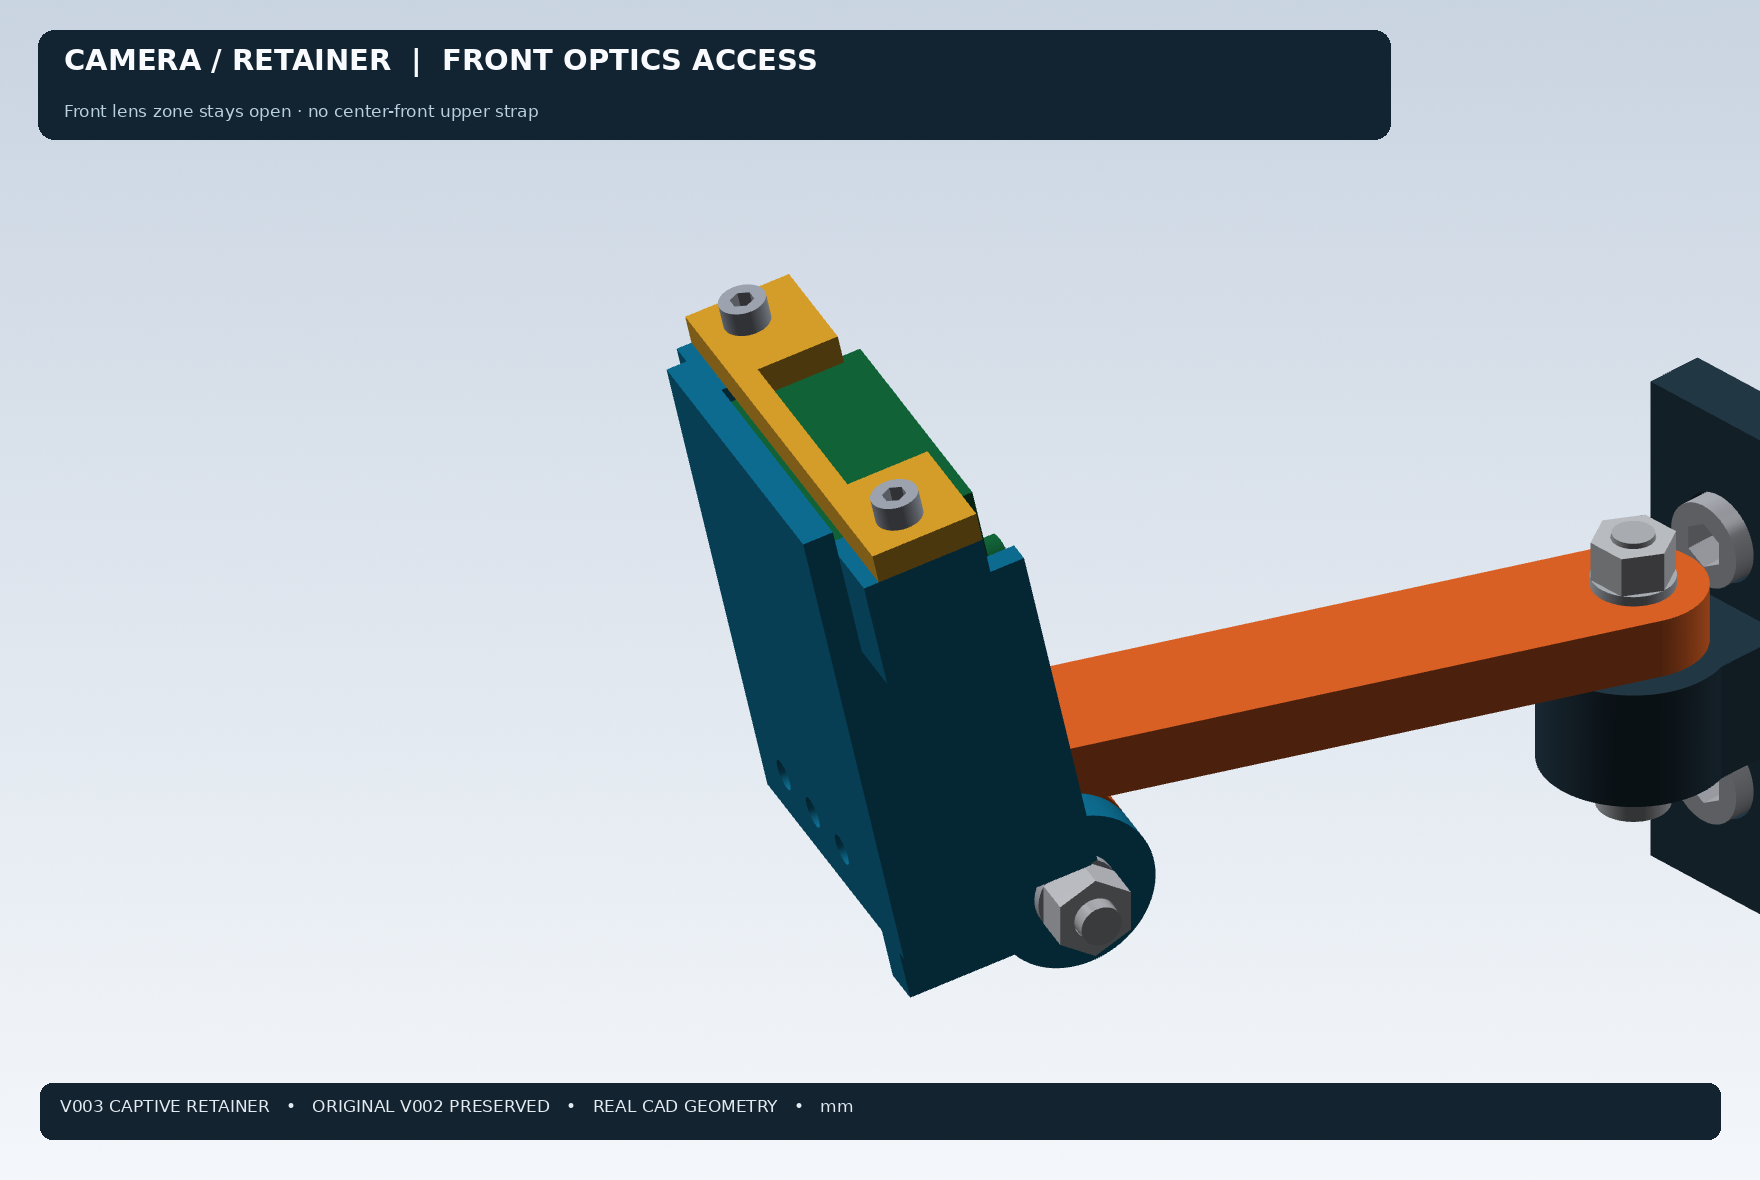 CAMERA / RETAINER | FRONT OPTICS ACCESS
Front lens zone stays open · no center-front upper strap
V003 CAPTIVE RETAINER • ORIGINAL V002 PRESERVED • REAL CAD GEOMETRY • mm